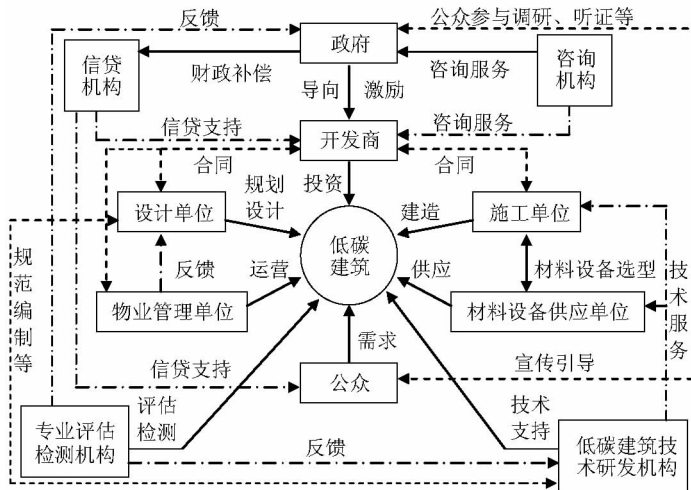 反馈
公众参与调研、听证等
政府
信贷
机构
财政补偿
咨询服务
咨询
机构
导向
激励
信贷支持
开发商
咨询服务
合同
合同
规划
设计
投资
设计单位
建造
施工单位
低碳
建筑
规
范
编
制
等
反馈
运营
供应
材料设备选型
技
术
服
务
物业管理单位
材料设备供应单位
需求
信贷支持
公众
宣传引导
评估
检测
技术
支持
专业评估
检测机构
反馈
低碳建筑技
术研发机构